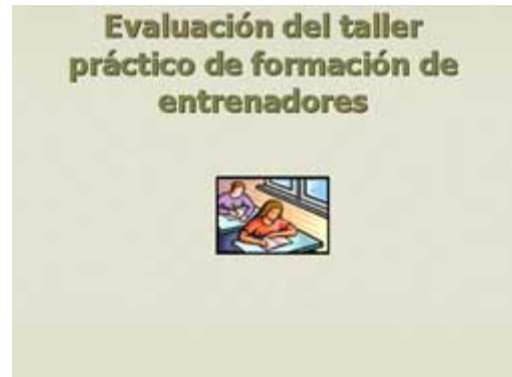 Evaluación del taller
práctico de formación de
entrenadores